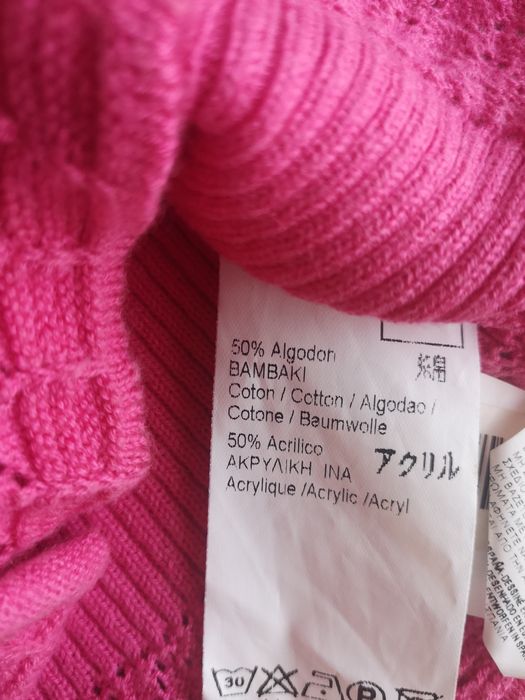 50% Algodon
BAMBAKI
綿
Coton / Cotton / Algodao /
Cotone / Baumwolle
50% Acrilico
ΑΚΡΥΛΙΚΗ ΙΝΑ
アクリル
Acrylique /Acrylic /Acryl
30
P